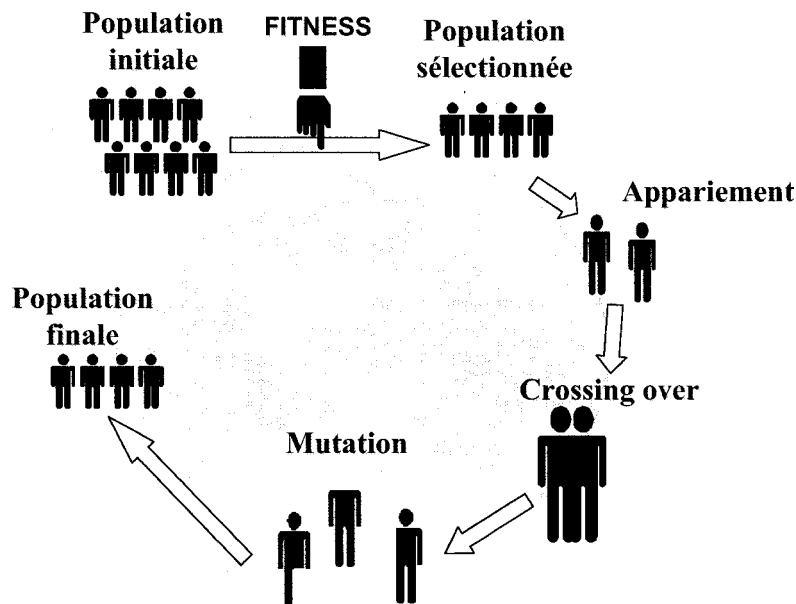 Population
initiale
FITNESS
Population
sélectionnée
Appariement
Crossing over
Mutation
Population
finale